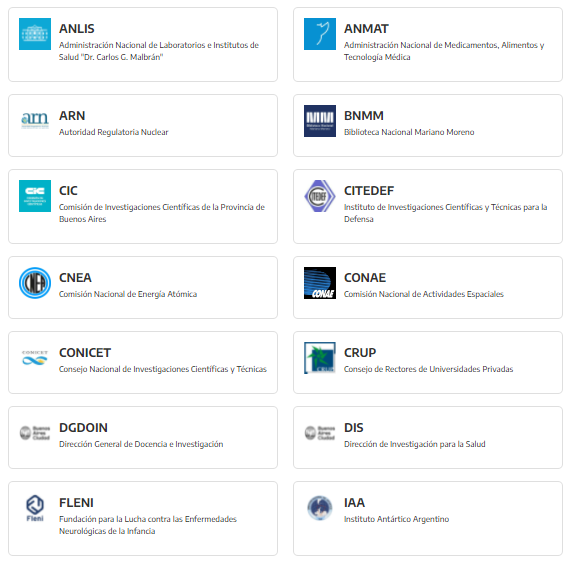 ANLIS
Administración Nacional de Laboratorios e Institutos de
Salud "Dr. Carlos G. Malbrán"
ANMAT
Administración Nacional de Medicamentos, Alimentos y
Tecnología Médica
arn
ARN
Autoridad Regulatoria Nuclear
BNMM
Biblioteca Nacional Mariano Moreno
CIC
CIC
Comisión de Investigaciones Científicas de la Provincia de
Buenos Aires
CITEDEF
CITEDEF
Instituto de Investigaciones Científicas y Técnicas para la
Defensa
CNEA
CNEA
Comisión Nacional de Energía Atómica
CONAE
CONAE
Comisión Nacional de Actividades Espaciales
CONICET
CONICET
Consejo Nacional de Investigaciones Científicas y Técnicas
CRUP
CRUP
Consejo de Rectores de Universidades Privadas
Buenos
Aires
Ciudad
DGDOIN
Dirección General de Docencia e Investigación
Buenos
Aires
Ciudad
DIS
Dirección de Investigación para la Salud
Fleni
FLENI
Fundación para la Lucha contra las Enfermedades
Neurológicas de la Infancia
IAA
Instituto Antártico Argentino